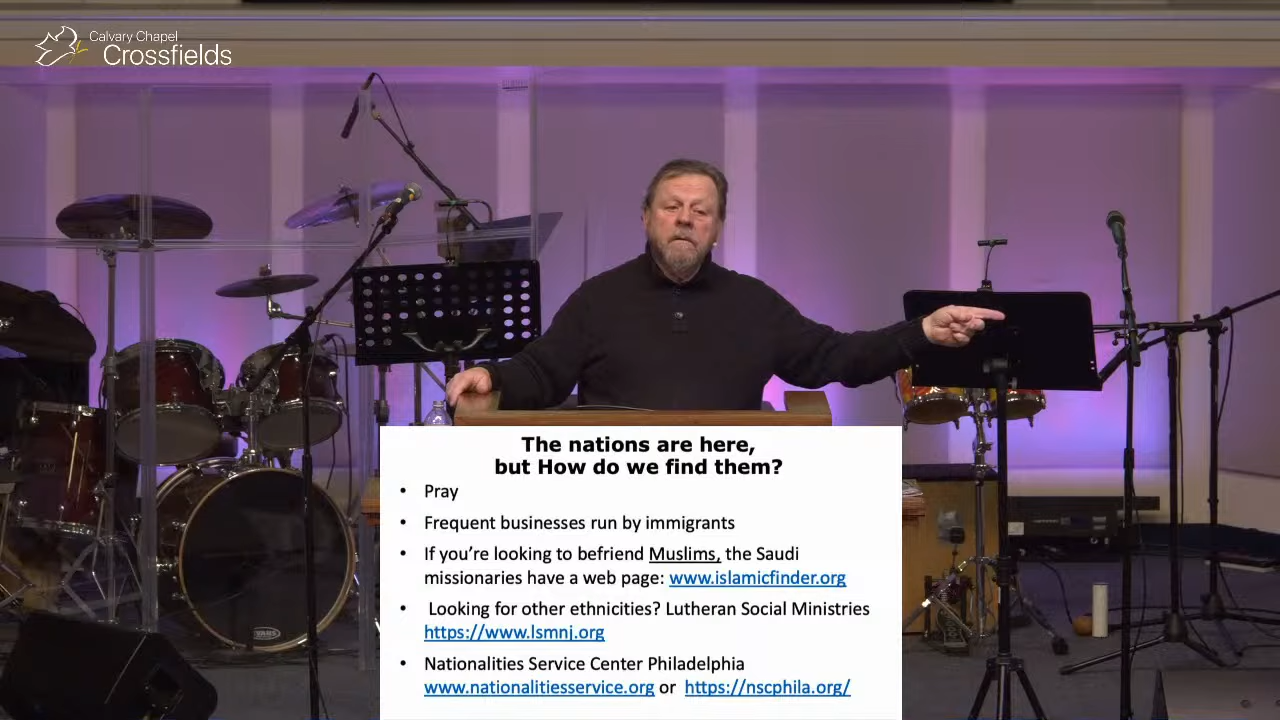 Calvary Chapel
Crossfields
The nations are here,
but How do we find them?
• Pray
• Frequent businesses run by immigrants
• If you’re looking to befriend Muslims, the Saudi
missionaries have a web page: www.islamicfinder.org
• Looking for other ethnicities? Lutheran Social Ministries
https://www.lsmnj.org
• Nationalities Service Center Philadelphia
www.nationalitiesservice.org or https://nscphila.org/
VANS